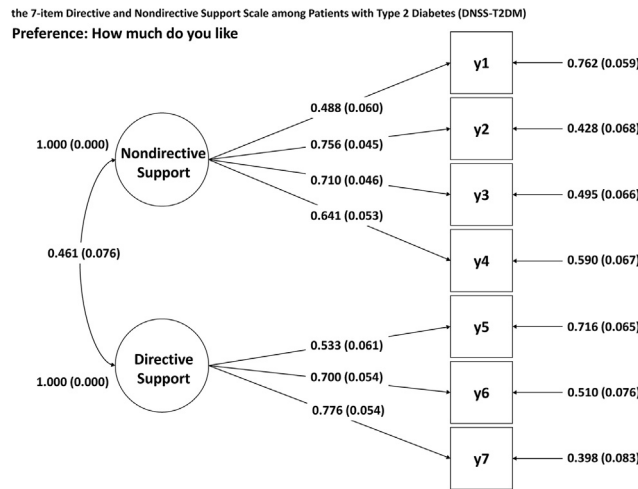 the 7-item Directive and Nondirective Support Scale among Patients with Type 2 Diabetes (DNSS-T2DM)
Preference: How much do you like
y1
0.762 (0.059)
0.488 (0.060)
y2
0.428 (0.068)
0.756 (0.045)
1.000 (0.000)
Nondirective
Support
0.710 (0.046)
y3
0.495 (0.066)
0.641 (0.053)
0.461 (0.076)
y4
0.590 (0.067)
y5
0.716 (0.065)
0.533 (0.061)
Directive
Support
0.700 (0.054)
1.000 (0.000)
y6
0.510 (0.076)
0.776 (0.054)
y7
0.398 (0.083)